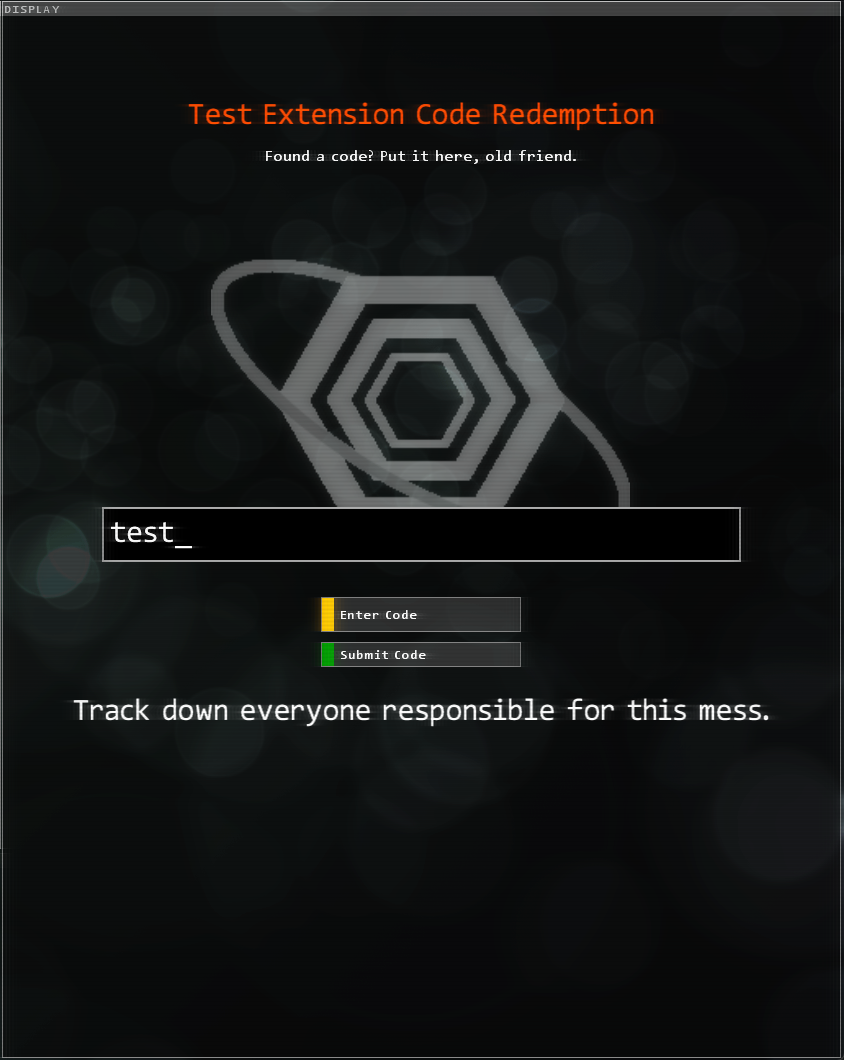 DISPLAY
Test Extension Code Redemption
Found a code? Put it here, old friend.
test_
Enter Code
Submit Code
Track down everyone responsible for this mess.